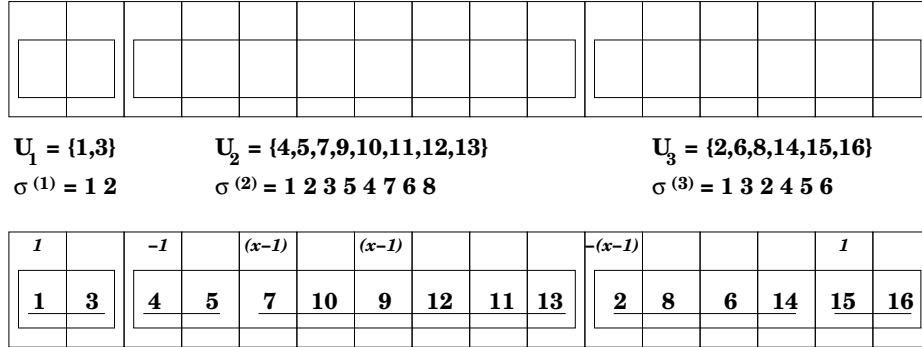 U1 = {1,3} U2 = {4,5,7,9,10,11,12,13} U3 = {2,6,8,14,15,16}
σ(1) = 1 2 σ(2) = 1 2 3 5 4 7 6 8 σ(3) = 1 3 2 4 5 6
1 −1 (x−1) (x−1) −(x−1) 1
1 3 4 5 7 10 9 12 11 13 2 8 6 14 15 16